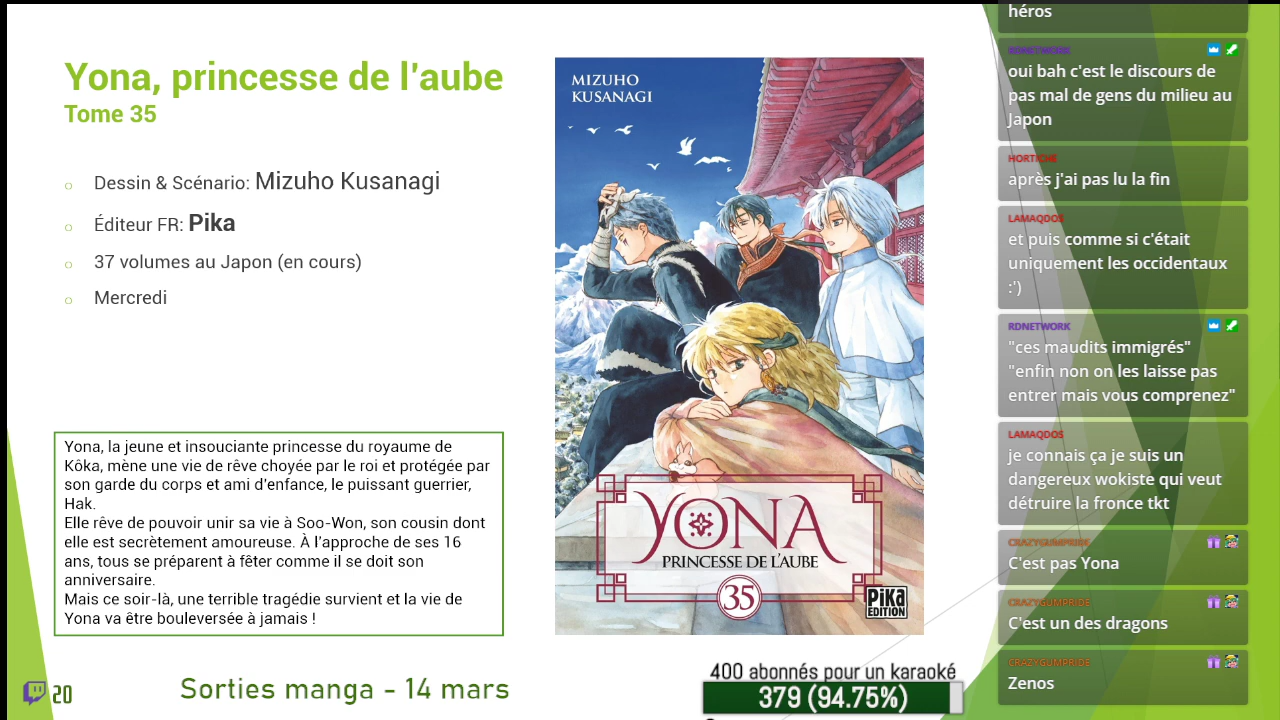 Yona, princesse de l'aube
Tome 35
Dessin & Scénario: Mizuho Kusanagi
Éditeur FR: Pika
37 volumes au Japon (en cours)
Mercredi
Yona, la jeune et insouciante princesse du royaume de
Kôka, mène une vie de rêve choyée par le roi et protégée par
son garde du corps et ami d'enfance, le puissant guerrier,
Hak.
Elle rêve de pouvoir unir sa vie à Soo-Won, son cousin dont
elle est secrètement amoureuse. À l'approche de ses 16
ans, tous se préparent à fêter comme il se doit son
anniversaire.
Mais ce soir-là, une terrible tragédie survient et la vie de
Yona va être bouleversée à jamais !
20
Sorties manga - 14 mars
MIZUHO
KUSANAGI
YONA
PRINCESSE DE L'AUBE
35
PIKA
EDITION
400 abonnés pour un karaoké
379 (94.75%)
héros
RDNETWORK
oui bah c'est le discours de
pas mal de gens du milieu au
Japon
après j'ai pas lu la fin
LAMAQDOS
et puis comme si c'était
uniquement les occidentaux
:')
RDNETWORK
"ces maudits immigrés"
"enfin non on les laisse pas
entrer mais vous comprenez"
LAMAQDOS
je connais ça je suis un
dangereux wokiste qui veut
détruire la fronce tkt
CRAZYGUMPRIDE
C'est pas Yona
CRAZYGUMPRIDE
C'est un des dragons
CRAZYGUMPRIDE
Zenos